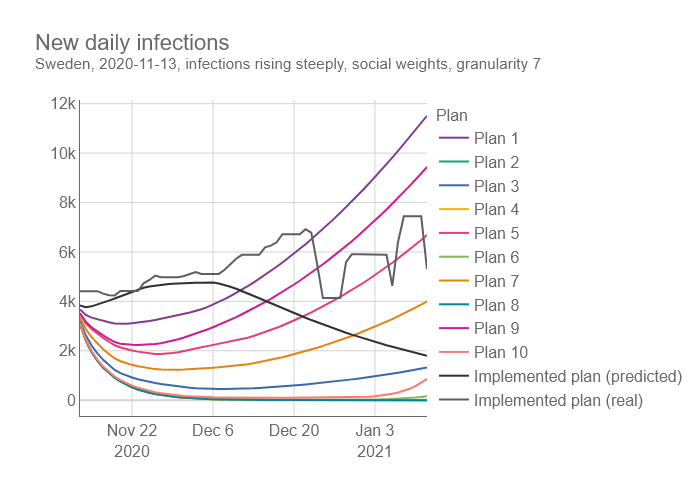 New daily infections
Sweden, 2020-11-13, infections rising steeply, social weights, granularity 7
12k
10k
8k
6k
4k
2k
0
Nov 22
2020
Dec 6
Dec 20
Jan 3
2021
Plan
Plan 1
Plan 2
Plan 3
Plan 4
Plan 5
Plan 6
Plan 7
Plan 8
Plan 9
Plan 10
Implemented plan (predicted)
Implemented plan (real)